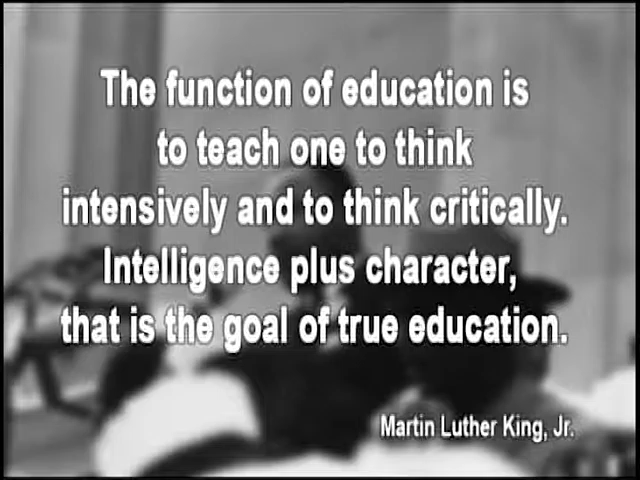 The function of education is
to teach one to think
intensively and to think critically.
Intelligence plus character,
that is the goal of true education.
Martin Luther King, Jr.